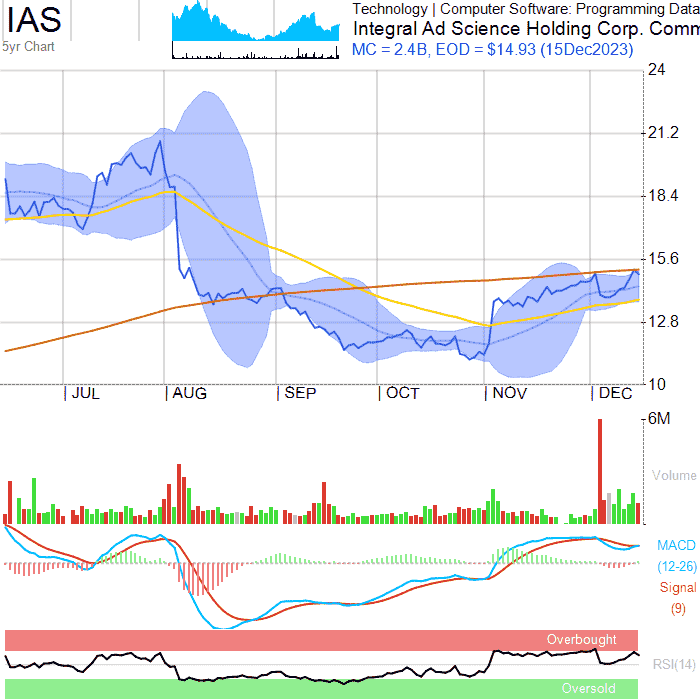 IAS
5yr Chart
Technology | Computer Software: Programming Data
Integral Ad Science Holding Corp. Comm
MC = 2.4B, EOD = $14.93 (15Dec2023)
24
21.2
18.4
15.6
12.8
10
JUL
AUG
SEP
OCT
NOV
DEC
6M
Volume
MACD
(12-26)
Signal
(9)
Overbought
RSI(14)
Oversold